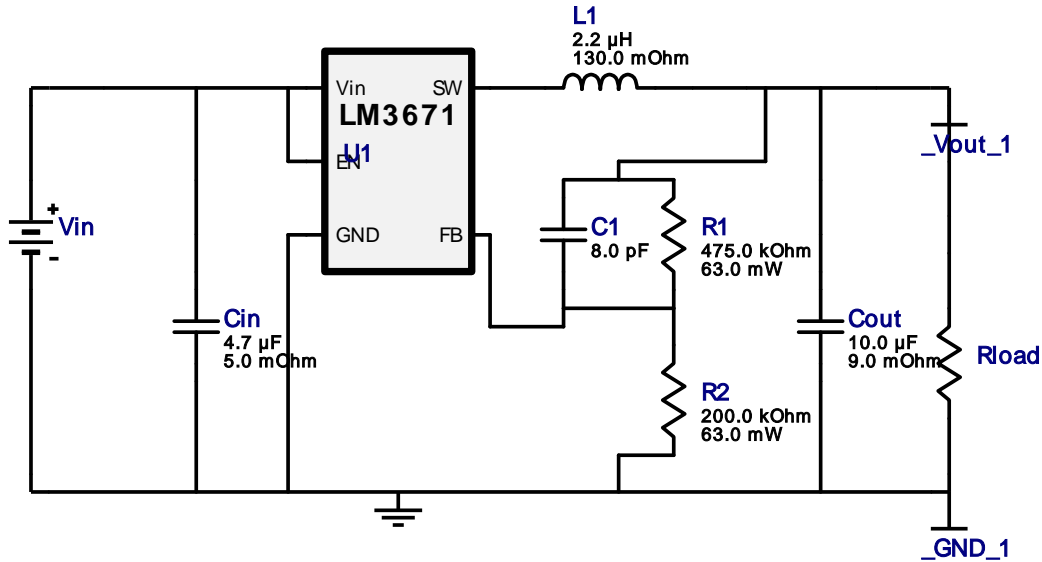 L1
2.2 µH
130.0 mOhm
Vin
SW
LM3671
U1
EN
_Vout_1
Vin
+
-
GND
FB
C1
8.0 pF
R1
475.0 kOhm
63.0 mW
Cin
4.7 µF
5.0 mOhm
Cout
10.0 µF
9.0 mOhm
Rload
R2
200.0 kOhm
63.0 mW
_GND_1